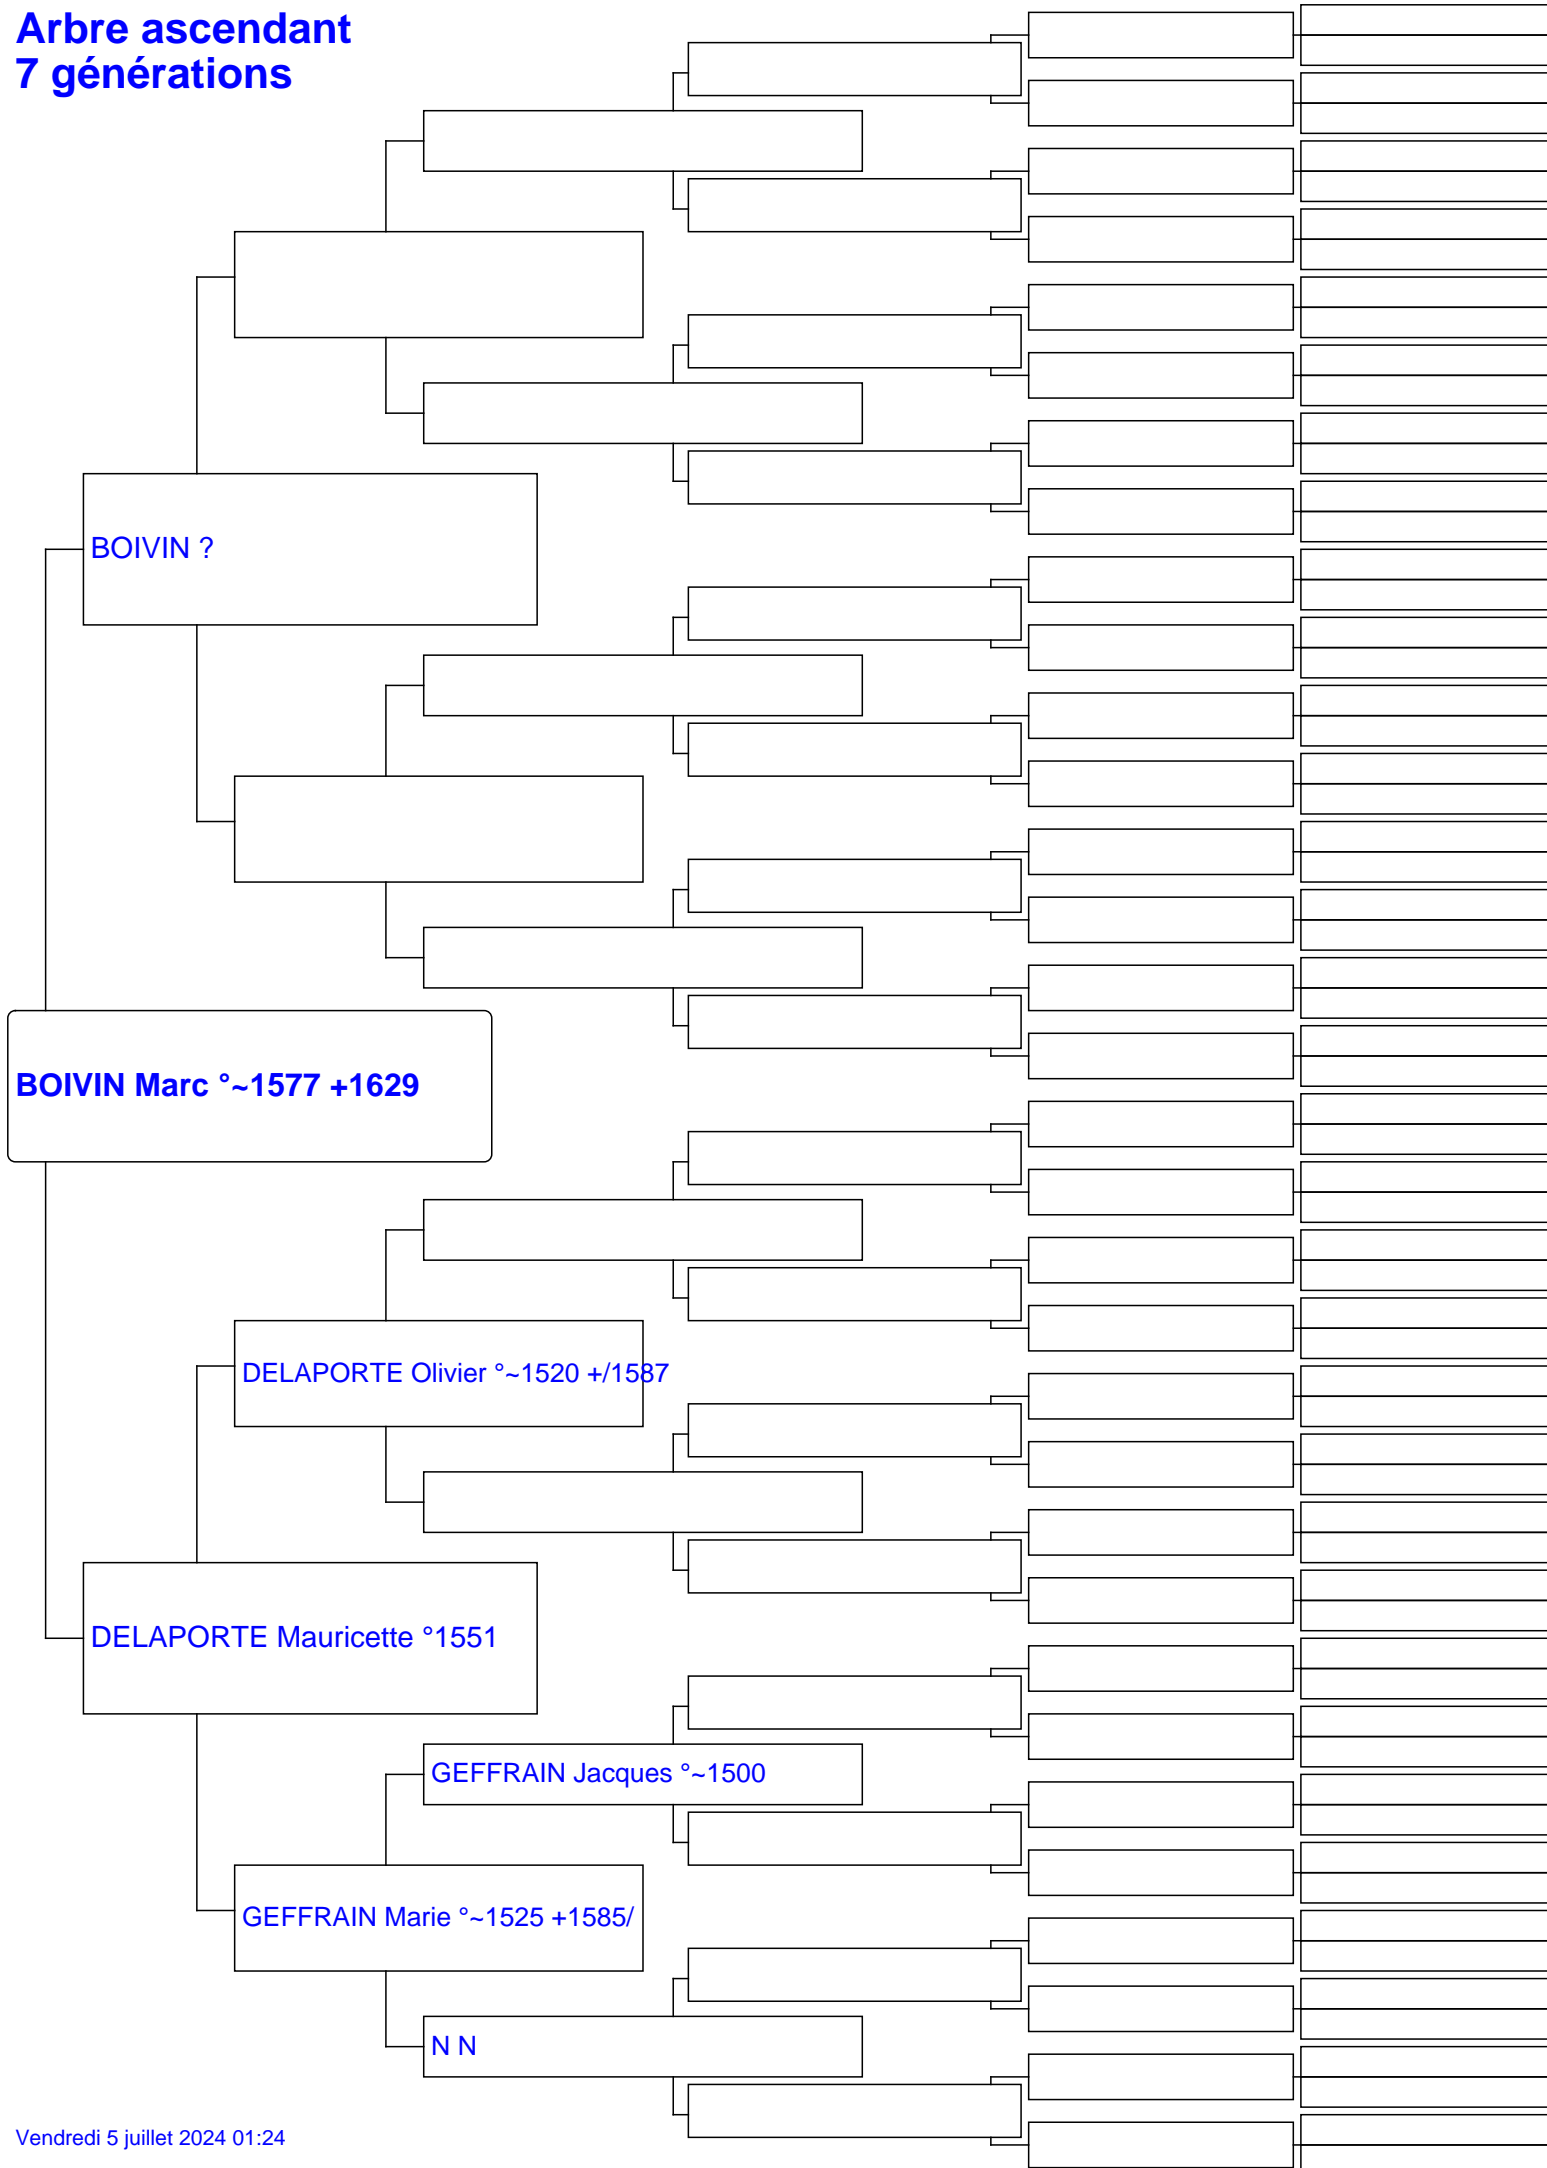 Arbre ascendant
7 générations
BOIVIN ?
BOIVIN Marc °~1577 +1629
DELAPORTE Olivier °~1520 +/1587
DELAPORTE Mauricette °1551
GEFFRAIN Jacques °~1500
GEFFRAIN Marie °~1525 +1585/
N N
Vendredi 5 juillet 2024 01:24